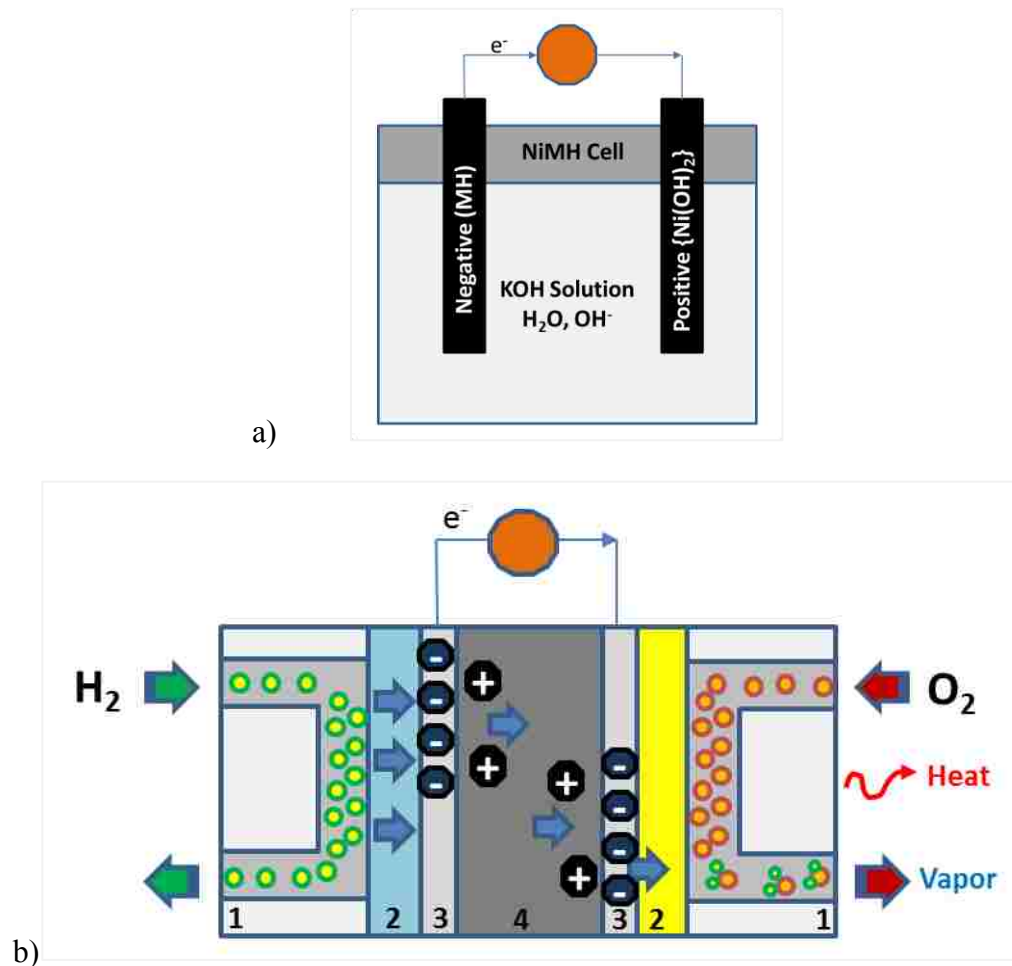 e-
NiMH Cell
Negative (MH)
Positive {Ni(OH)₂}
KOH Solution
H₂O, OH⁻
a)
e-
H₂
O₂
Heat
Vapor
- + - + - - + - + - - + -
1 2 3 4 3 2 1
b)